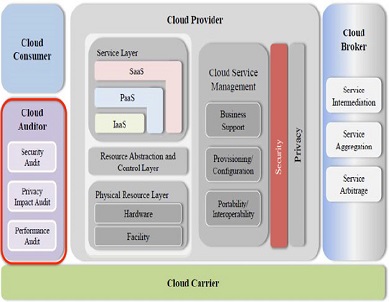 Cloud
Consumer
Cloud
Auditor
Security
Audit
Privacy
Impact Audit
Performance
Audit
Cloud Provider
Service Layer
SaaS
PaaS
IaaS
Resource Abstraction and
Control Layer
Physical Resource Layer
Hardware
Facility
Cloud Service
Management
Business
Support
Provisioning/
Configuration
Portability/
Interoperability
Security
Privacy
Cloud
Broker
Service
Intermediation
Service
Aggregation
Service
Arbitrage
Cloud Carrier